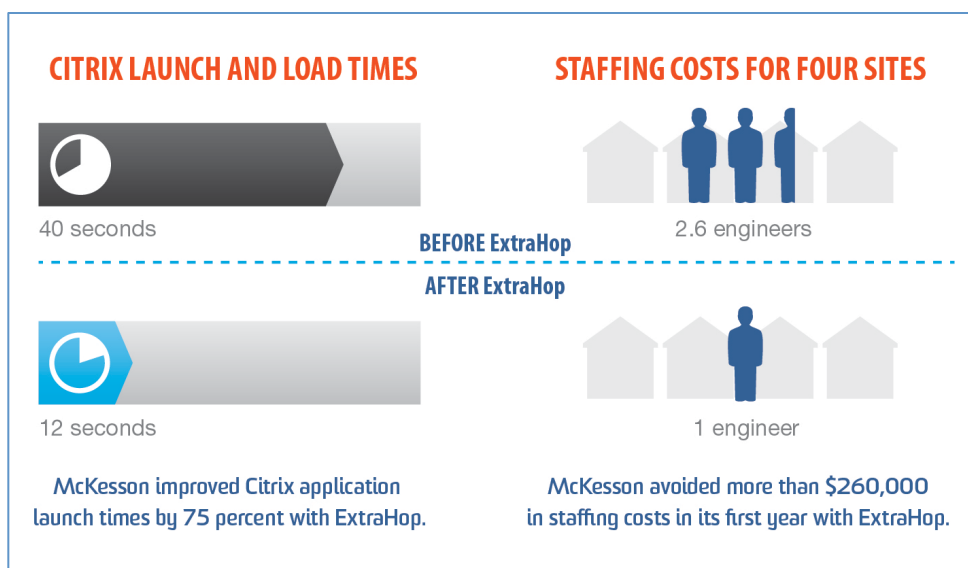 CITRIX LAUNCH AND LOAD TIMES
40 seconds
STAFFING COSTS FOR FOUR SITES
2.6 engineers
BEFORE ExtraHop
AFTER ExtraHop
12 seconds
McKesson improved Citrix application
launch times by 75 percent with ExtraHop.
1 engineer
McKesson avoided more than $260,000
in staffing costs in its first year with ExtraHop.